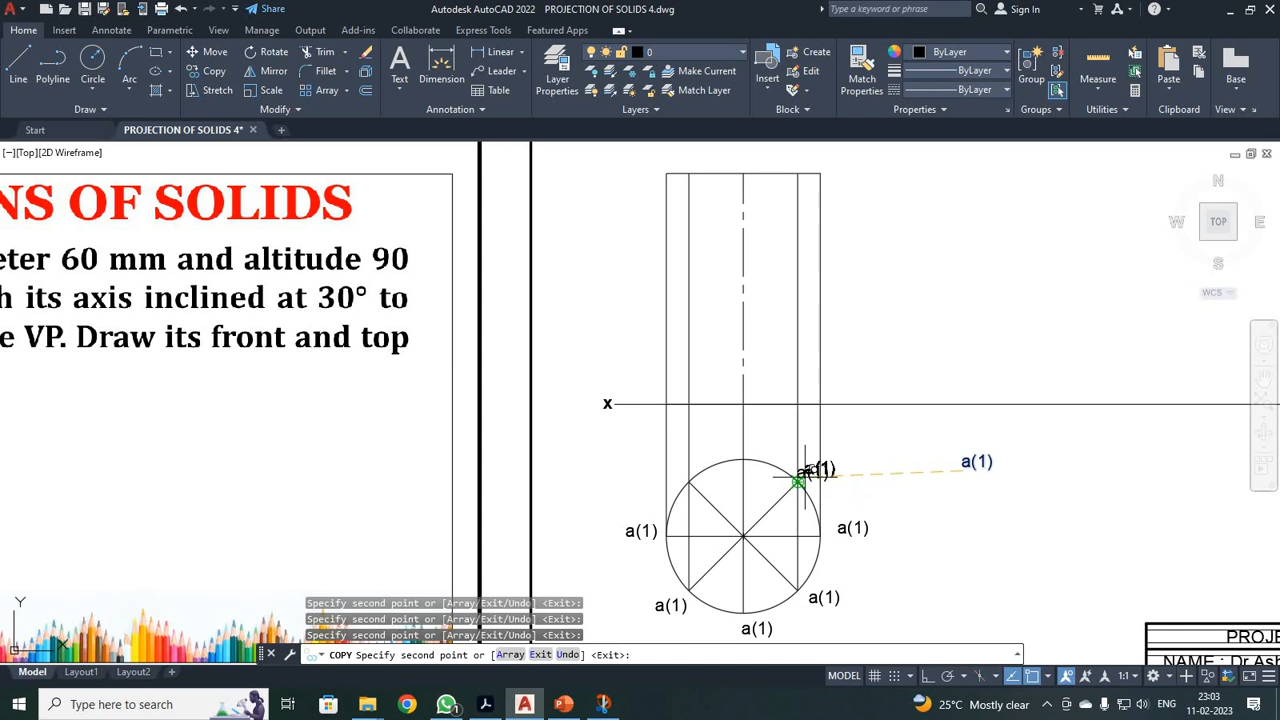 Share
Autodesk AutoCAD 2022 PROJECTION OF SOLIDS 4.dwg
Type a keyword or phrase
Sign In
Home Insert Annotate Parametric View Manage Output Add-ins Collaborate Express Tools Featured Apps
Line Polyline Circle Arc
Move Rotate Trim
Copy Mirror Fillet
Stretch Scale Array
Text Dimension
Linear
Leader
Table
Layer Properties
0
Make Current
Match Layer
Insert
Create
Edit
Match Properties
ByLayer
ByLayer
ByLayer
Group
Measure
Paste
Base
Draw Modify Annotation Layers Block Properties Groups Utilities Clipboard View
Start PROJECTION OF SOLIDS 4*
[−][Top][2D Wireframe]
NS OF SOLIDS
eter 60 mm and altitude 90
h its axis inclined at 30° to
e VP. Draw its front and top
N
W TOP E
S
WCS
x
a(1)
a(1)
a(1)
a(1)
a(1)
a(1)
a(1)
a(1)
Y
X
Specify second point or [Array/Exit/Undo] <Exit>:
Specify second point or [Array/Exit/Undo] <Exit>:
Specify second point or [Array/Exit/Undo] <Exit>:
COPY Specify second point or [Array Exit Undo] <Exit>:
PROJE
NAME : Dr Ash
Model Layout1 Layout2
MODEL
1:1
Type here to search
1
A
25°C Mostly clear
ENG
23:03
11-02-2023